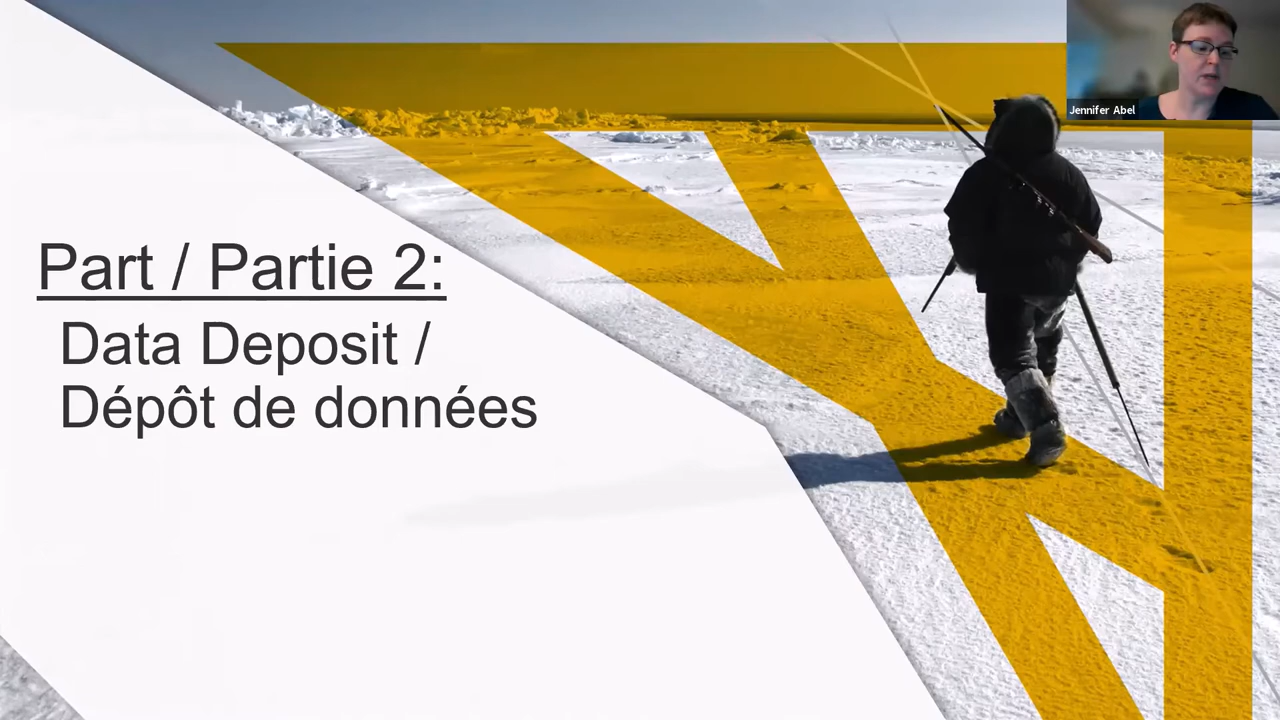 Jennifer Abel
Part / Partie 2:
Data Deposit /
Dépôt de données